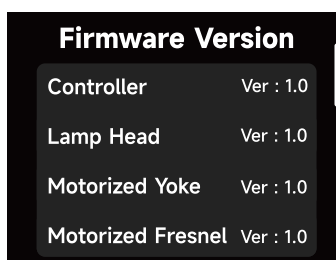 Firmware Version
Controller Ver : 1.0
Lamp Head Ver : 1.0
Motorized Yoke Ver : 1.0
Motorized Fresnel Ver : 1.0